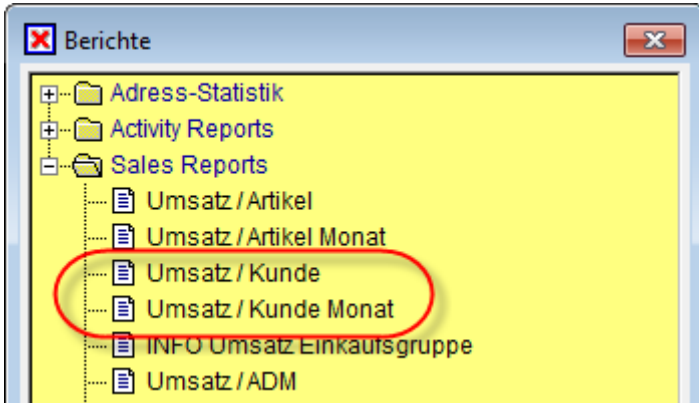 Berichte
Adress-Statistik
Activity Reports
Sales Reports
Umsatz / Artikel
Umsatz / Artikel Monat
Umsatz / Kunde
Umsatz / Kunde Monat
INFO Umsatz Einkaufsgruppe
Umsatz / ADM